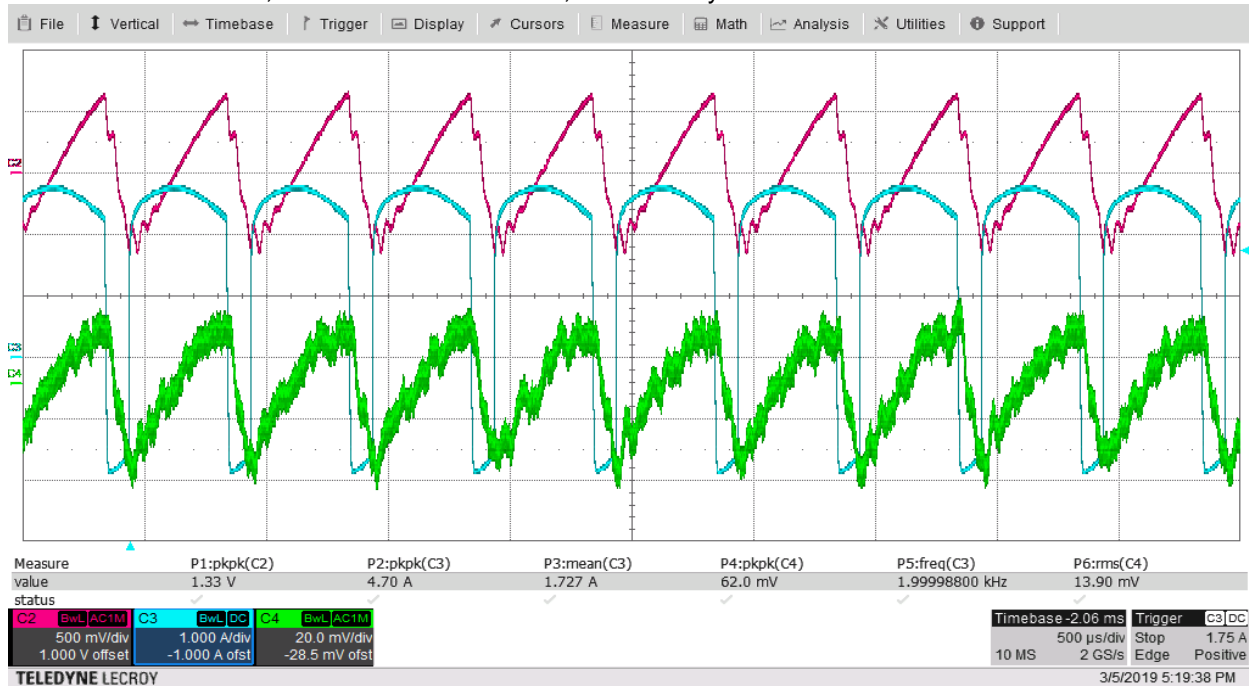 File Vertical Timebase Trigger Display Cursors Measure Math Analysis Utilities Support
C2
C3
C4
Measure P1:pkpk(C2) P2:pkpk(C3) P3:mean(C3) P4:pkpk(C4) P5:freq(C3) P6:rms(C4)
value 1.33 V 4.70 A 1.727 A 62.0 mV 1.99998800 kHz 13.90 mV
status
C2 BwL AC1M C3 BwL DC C4 BwL AC1M Timebase -2.06 ms Trigger C3 DC
500 mV/div 1.000 A/div 20.0 mV/div 500 µs/div Stop 1.75 A
1.000 V offset -1.000 A ofst -28.5 mV ofst 10 MS 2 GS/s Edge Positive
TELEDYNE LECROY 3/5/2019 5:19:38 PM